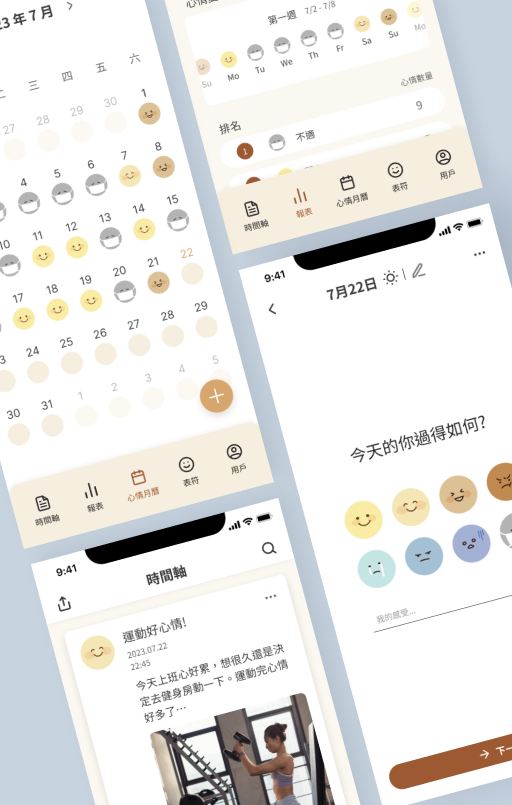 23 年 7 月
三
四
五
六
27
28
29
30
1
4
5
6
7
8
10
11
12
13
14
15
17
18
19
20
21
22
24
25
26
27
28
29
30
31
1
2
3
4
5
時間軸
報表
心情月曆
表符
用戶
第一週 7/2 - 7/8
Su
Mo
Tu
We
Th
Fr
Sa
Su
Mo
排名
心情數量
1
不適
9
時間軸
報表
心情月曆
表符
用戶
9:41
7月22日
今天的你過得如何?
我的感受...
下一
9:41
時間軸
運動好心情!
2023.07.22
22:45
今天上班心好累，想很久還是決
定去健身房動一下。運動完心情
好多了…